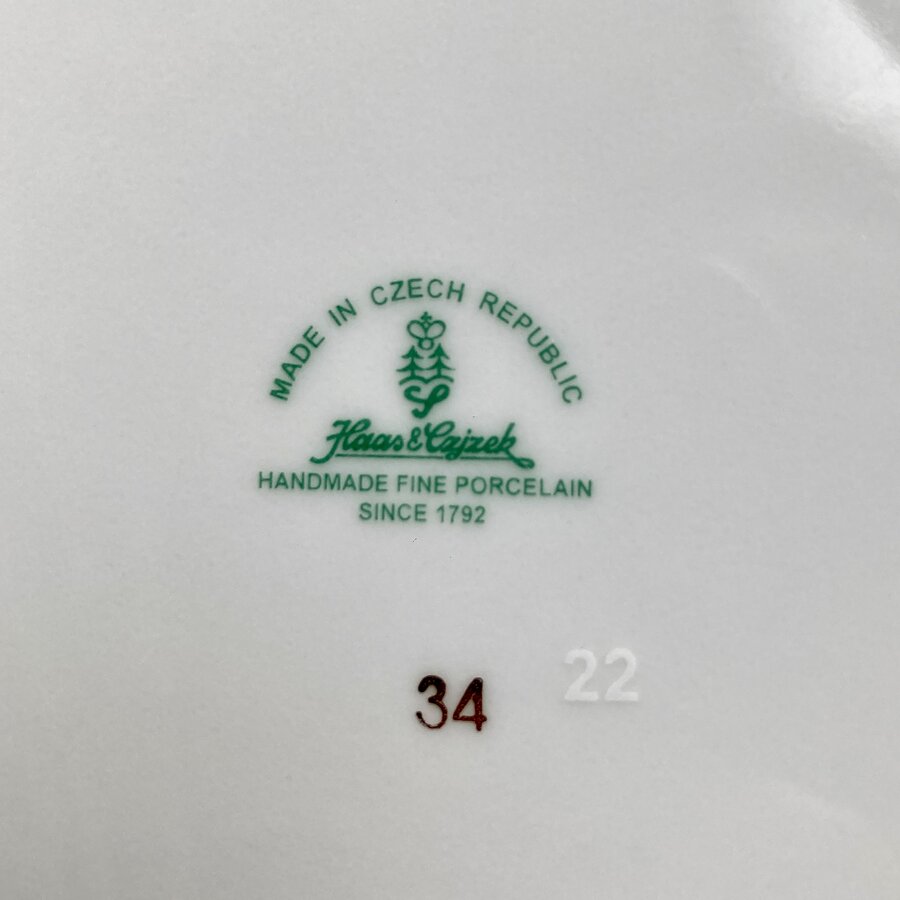 MADE IN CZECH REPUBLIC
S
Haas & Czjzek
HANDMADE FINE PORCELAIN
SINCE 1792
34
22